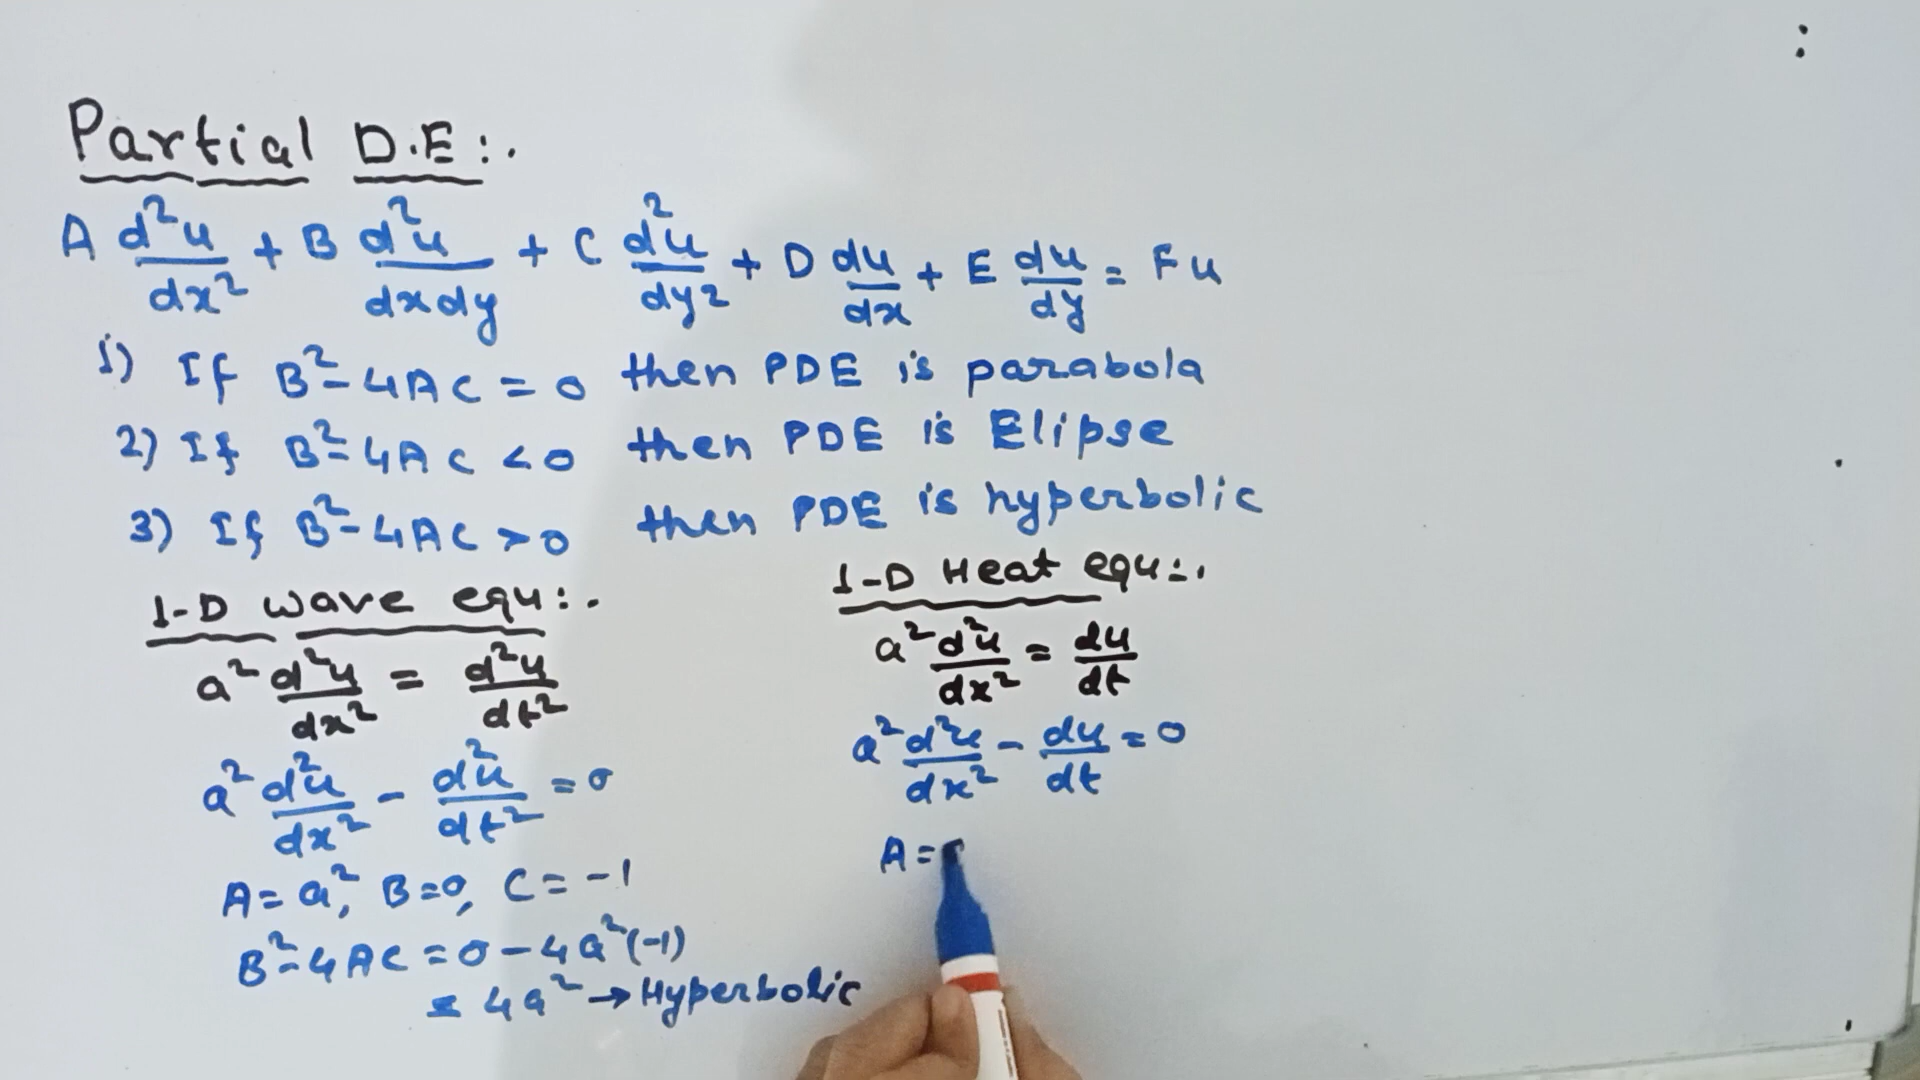 Partial D.E:.
A d²u/dx² + B d²u/dxdy + C d²u/dy² + D du/dx + E du/dy = Fu
1) If B²-4AC = 0 then PDE is parabola
2) If B²-4AC <0 then PDE is Elipse
3) If B²-4AC >0 then PDE is hyperbolic
1-D wave equ:.
a² d²u/dx² = d²u/dt²
a² d²u/dx² - d²u/dt² = 0
A = a², B=0, C = -1
B²-4AC = 0 - 4a²(-1)
= 4a² → Hyperbolic
1-D Heat equ:.
a² d²u/dx² = du/dt
a² d²u/dx² - du/dt = 0
A =